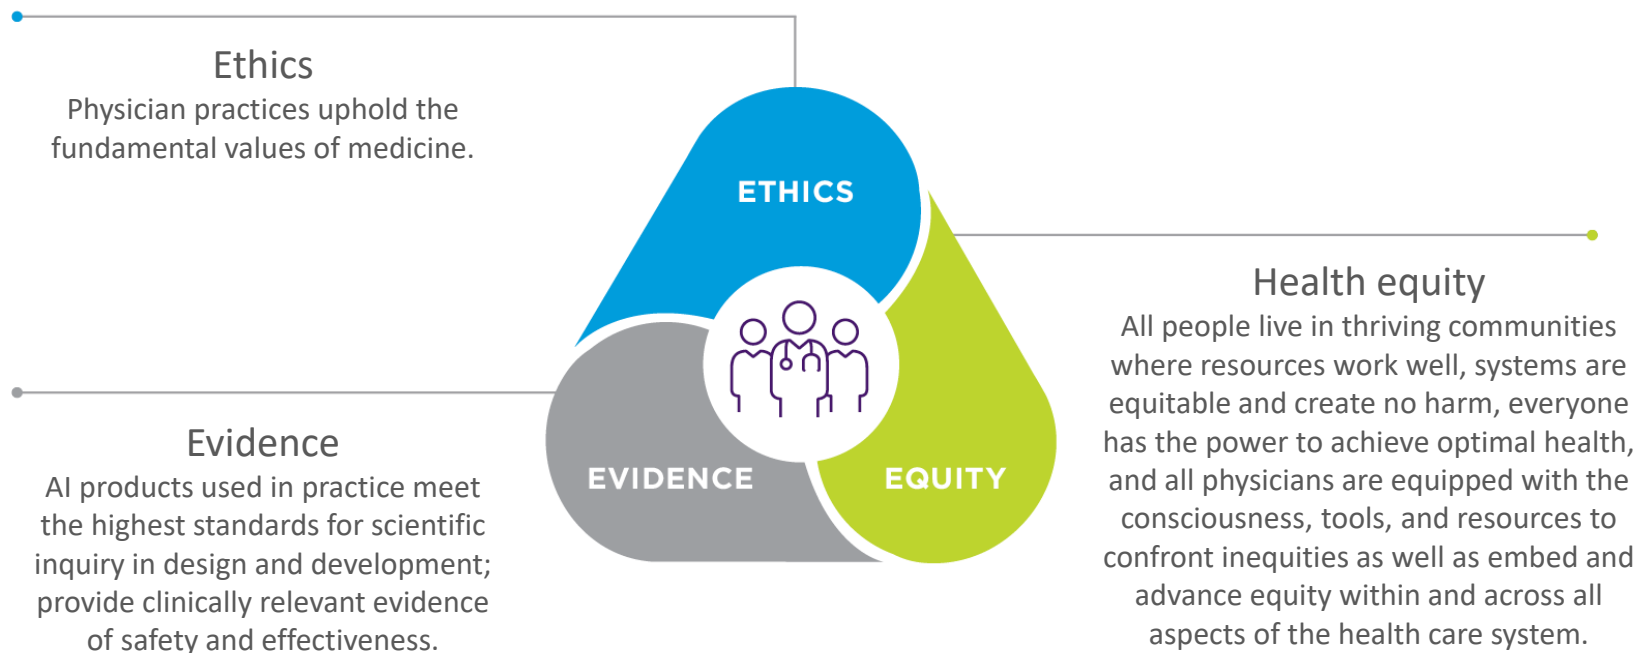 Ethics
Physician practices uphold the
fundamental values of medicine.
ETHICS
Health equity
All people live in thriving communities
where resources work well, systems are
equitable and create no harm, everyone
has the power to achieve optimal health,
and all physicians are equipped with the
consciousness, tools, and resources to
confront inequities as well as embed and
advance equity within and across all
aspects of the health care system.
Evidence
AI products used in practice meet
the highest standards for scientific
inquiry in design and development;
provide clinically relevant evidence
of safety and effectiveness.
EVIDENCE
EQUITY